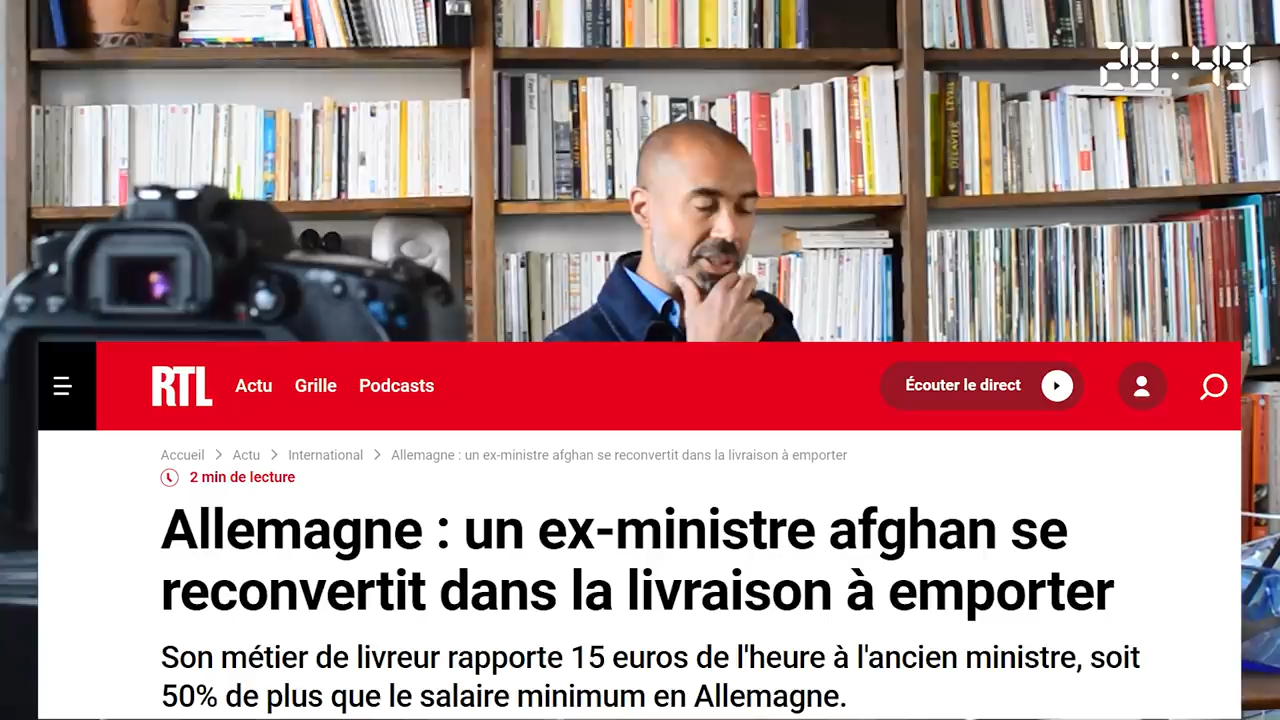 28:49
DELAVIER
RTL
Actu
Grille
Podcasts
Écouter le direct
Accueil > Actu > International > Allemagne : un ex-ministre afghan se reconvertit dans la livraison à emporter
2 min de lecture
Allemagne : un ex-ministre afghan se
reconvertit dans la livraison à emporter
Son métier de livreur rapporte 15 euros de l'heure à l'ancien ministre, soit
50% de plus que le salaire minimum en Allemagne.